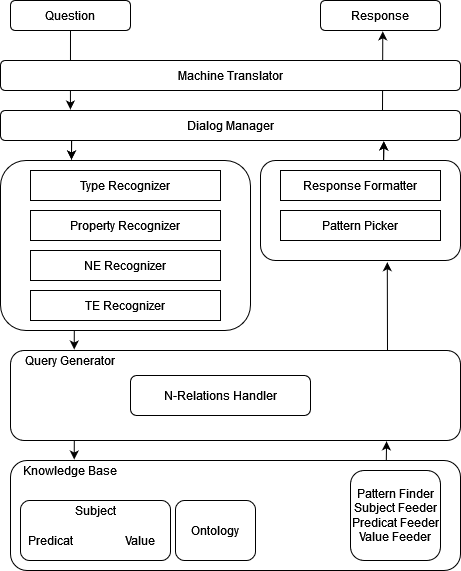 Question
Response
Machine Translator
Dialog Manager
Type Recognizer
Property Recognizer
NE Recognizer
TE Recognizer
Response Formatter
Pattern Picker
Query Generator
N-Relations Handler
Knowledge Base
Subject
Predicat
Value
Ontology
Pattern Finder
Subject Feeder
Predicat Feeder
Value Feeder